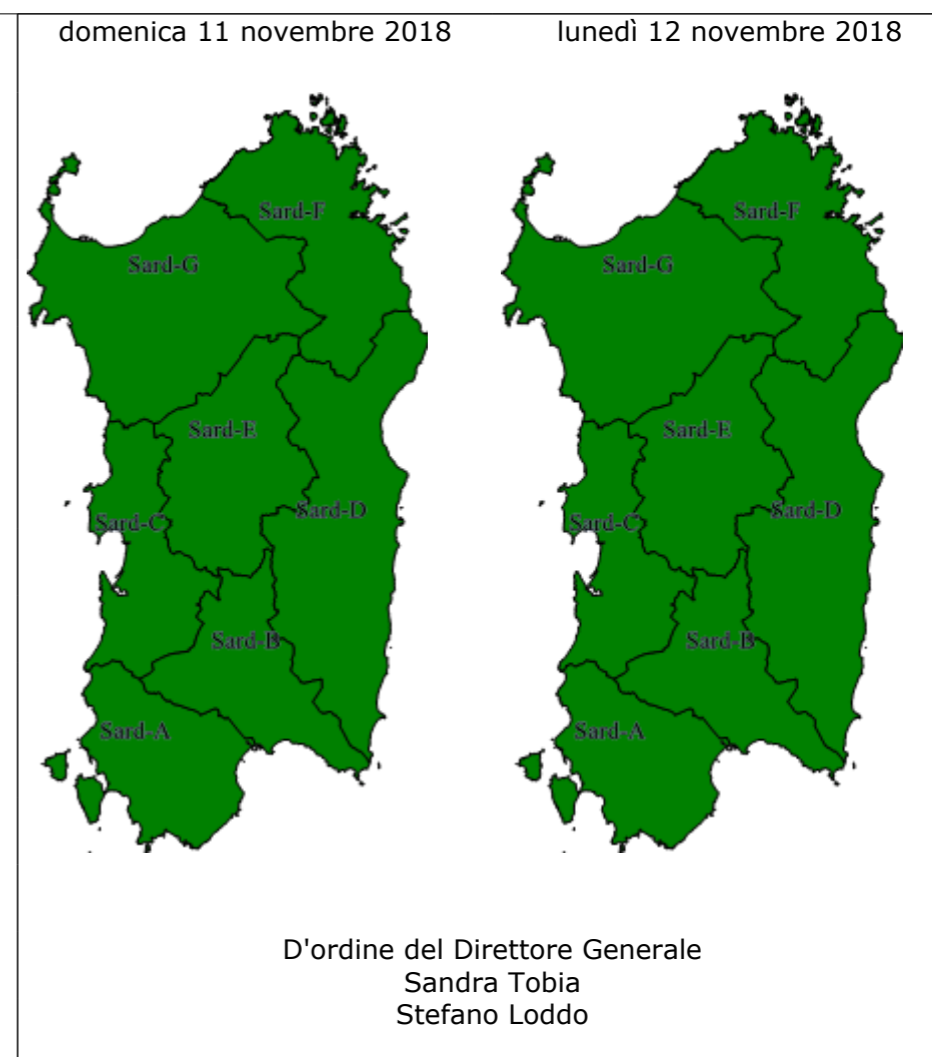 domenica 11 novembre 2018
lunedì 12 novembre 2018
Sard-F
Sard-G
Sard-E
Sard-D
Sard-C
Sard-B
Sard-A
Sard-F
Sard-G
Sard-E
Sard-D
Sard-C
Sard-B
Sard-A
D'ordine del Direttore Generale
Sandra Tobia
Stefano Loddo